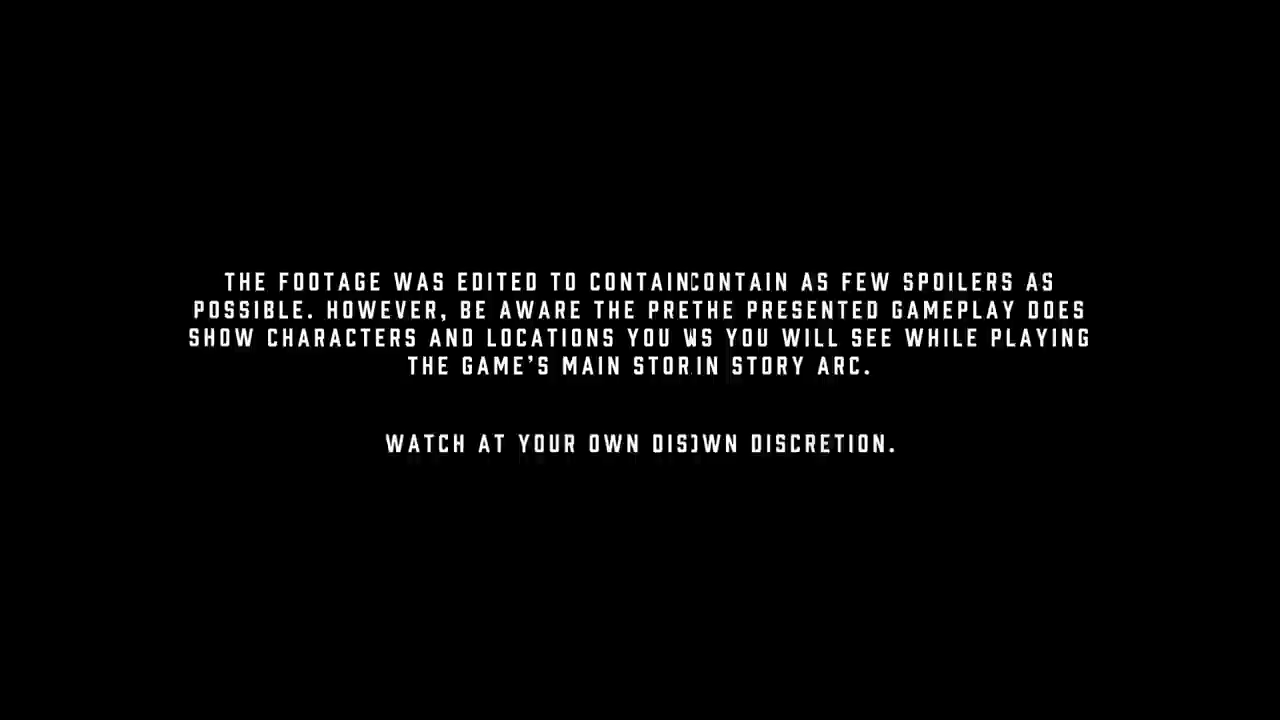 THE FOOTAGE WAS EDITED TO CONTAINCONTAIN AS FEW SPOILERS AS
POSSIBLE. HOWEVER, BE AWARE THE PRETHE PRESENTED GAMEPLAY DOES
SHOW CHARACTERS AND LOCATIONS YOU WS YOU WILL SEE WHILE PLAYING
THE GAME'S MAIN STORIN STORY ARC.
WATCH AT YOUR OWN DISOWN DISCRETION.